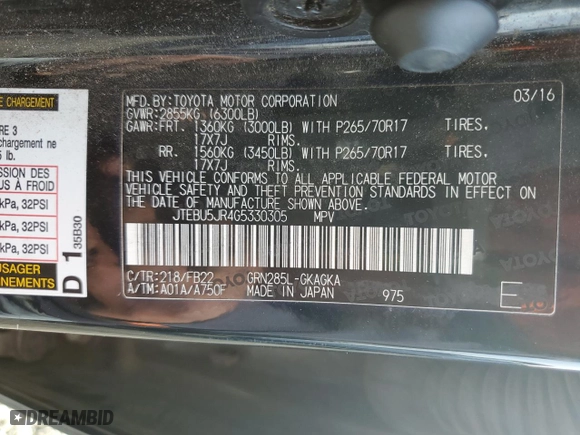 E CHARGEMENT
RE 3
chargement ne
5 lb.
SSION DES
S À FROID
kPa, 32PSI
kPa, 32PSI
kPa, 32PSI
USAGER
NEMENTS
D 1 35B30
MFD. BY: TOYOTA MOTOR CORPORATION 03/16
GVWR: 2855KG (6300LB)
GAWR: FRT. 1360KG (3000LB) WITH P265/70R17 TIRES.
17X7J RIMS.
RR. 1560KG (3450LB) WITH P265/70R17 TIRES.
17X7J RIMS.
THIS VEHICLE CONFORMS TO ALL APPLICABLE FEDERAL MOTOR
VEHICLE SAFETY AND THEFT PREVENTION STANDARDS IN EFFECT ON
THE DATE OF MANUFACTURE SHOWN ABOVE.
JTEBU5JR4G5330305 MPV
C/TR: 218/FB22 GRN285L-GKAGKA
A/TM: A01A/A750F MADE IN JAPAN 975 E
DREAMBID